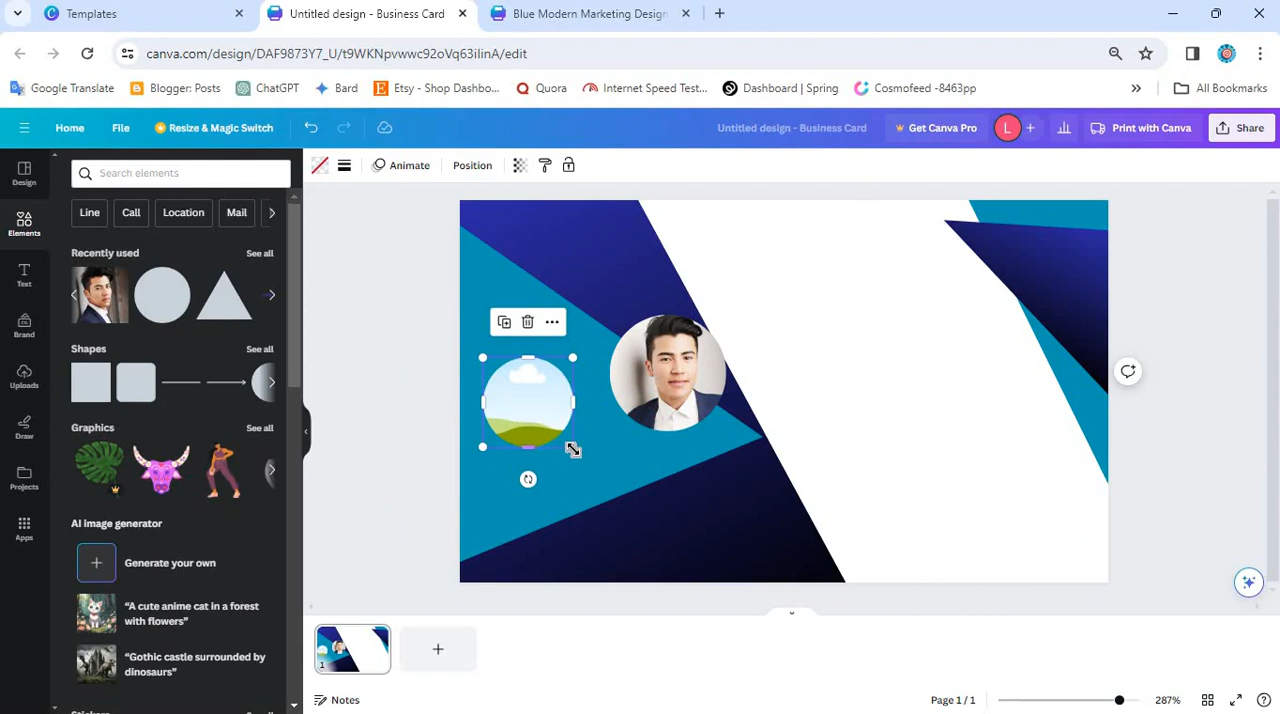 Templates
Untitled design - Business Card
Blue Modern Marketing Design
canva.com/design/DAF9873Y7_U/t9WKNpvwwc92oVq63iIinA/edit
Google Translate
Blogger: Posts
ChatGPT
Bard
Etsy - Shop Dashbo...
Quora
Internet Speed Test...
Dashboard | Spring
Cosmofeed -8463pp
All Bookmarks
Home
File
Resize & Magic Switch
Untitled design - Business Card
Get Canva Pro
L
Print with Canva
Share
Design
Elements
Text
Brand
Uploads
Draw
Projects
Apps
Search elements
Line
Call
Location
Mail
Recently used
See all
Shapes
See all
Graphics
See all
AI image generator
Generate your own
“A cute anime cat in a forest
with flowers”
“Gothic castle surrounded by
dinosaurs”
Animate
Position
1
Notes
Page 1 / 1
287%